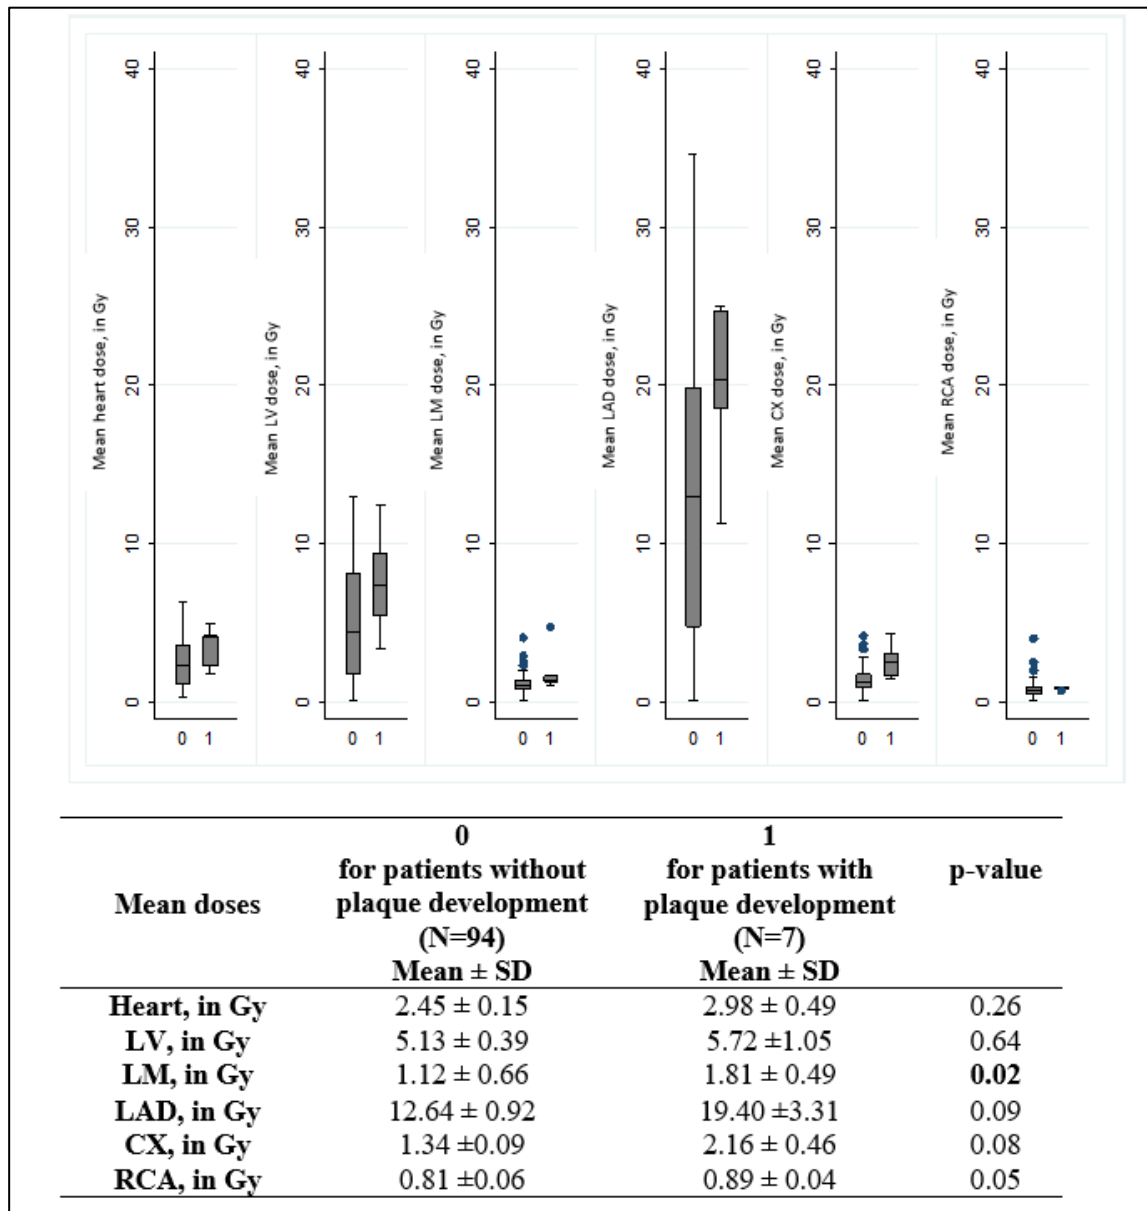 Mean heart dose, in Gy
40
30
20
10
0
0 1
Mean LV dose, in Gy
40
30
20
10
0
0 1
Mean LM dose, in Gy
40
30
20
10
0
0 1
Mean LAD dose, in Gy
40
30
20
10
0
0 1
Mean CX dose, in Gy
40
30
20
10
0
0 1
Mean RCA dose, in Gy
40
30
20
10
0
0 1
Mean doses
0
for patients without
plaque development
(N=94)
Mean ± SD
1
for patients with
plaque development
(N=7)
Mean ± SD
p-value
Heart, in Gy 2.45 ± 0.15 2.98 ± 0.49 0.26
LV, in Gy 5.13 ± 0.39 5.72 ±1.05 0.64
LM, in Gy 1.12 ± 0.66 1.81 ± 0.49 0.02
LAD, in Gy 12.64 ± 0.92 19.40 ±3.31 0.09
CX, in Gy 1.34 ±0.09 2.16 ± 0.46 0.08
RCA, in Gy 0.81 ±0.06 0.89 ± 0.04 0.05